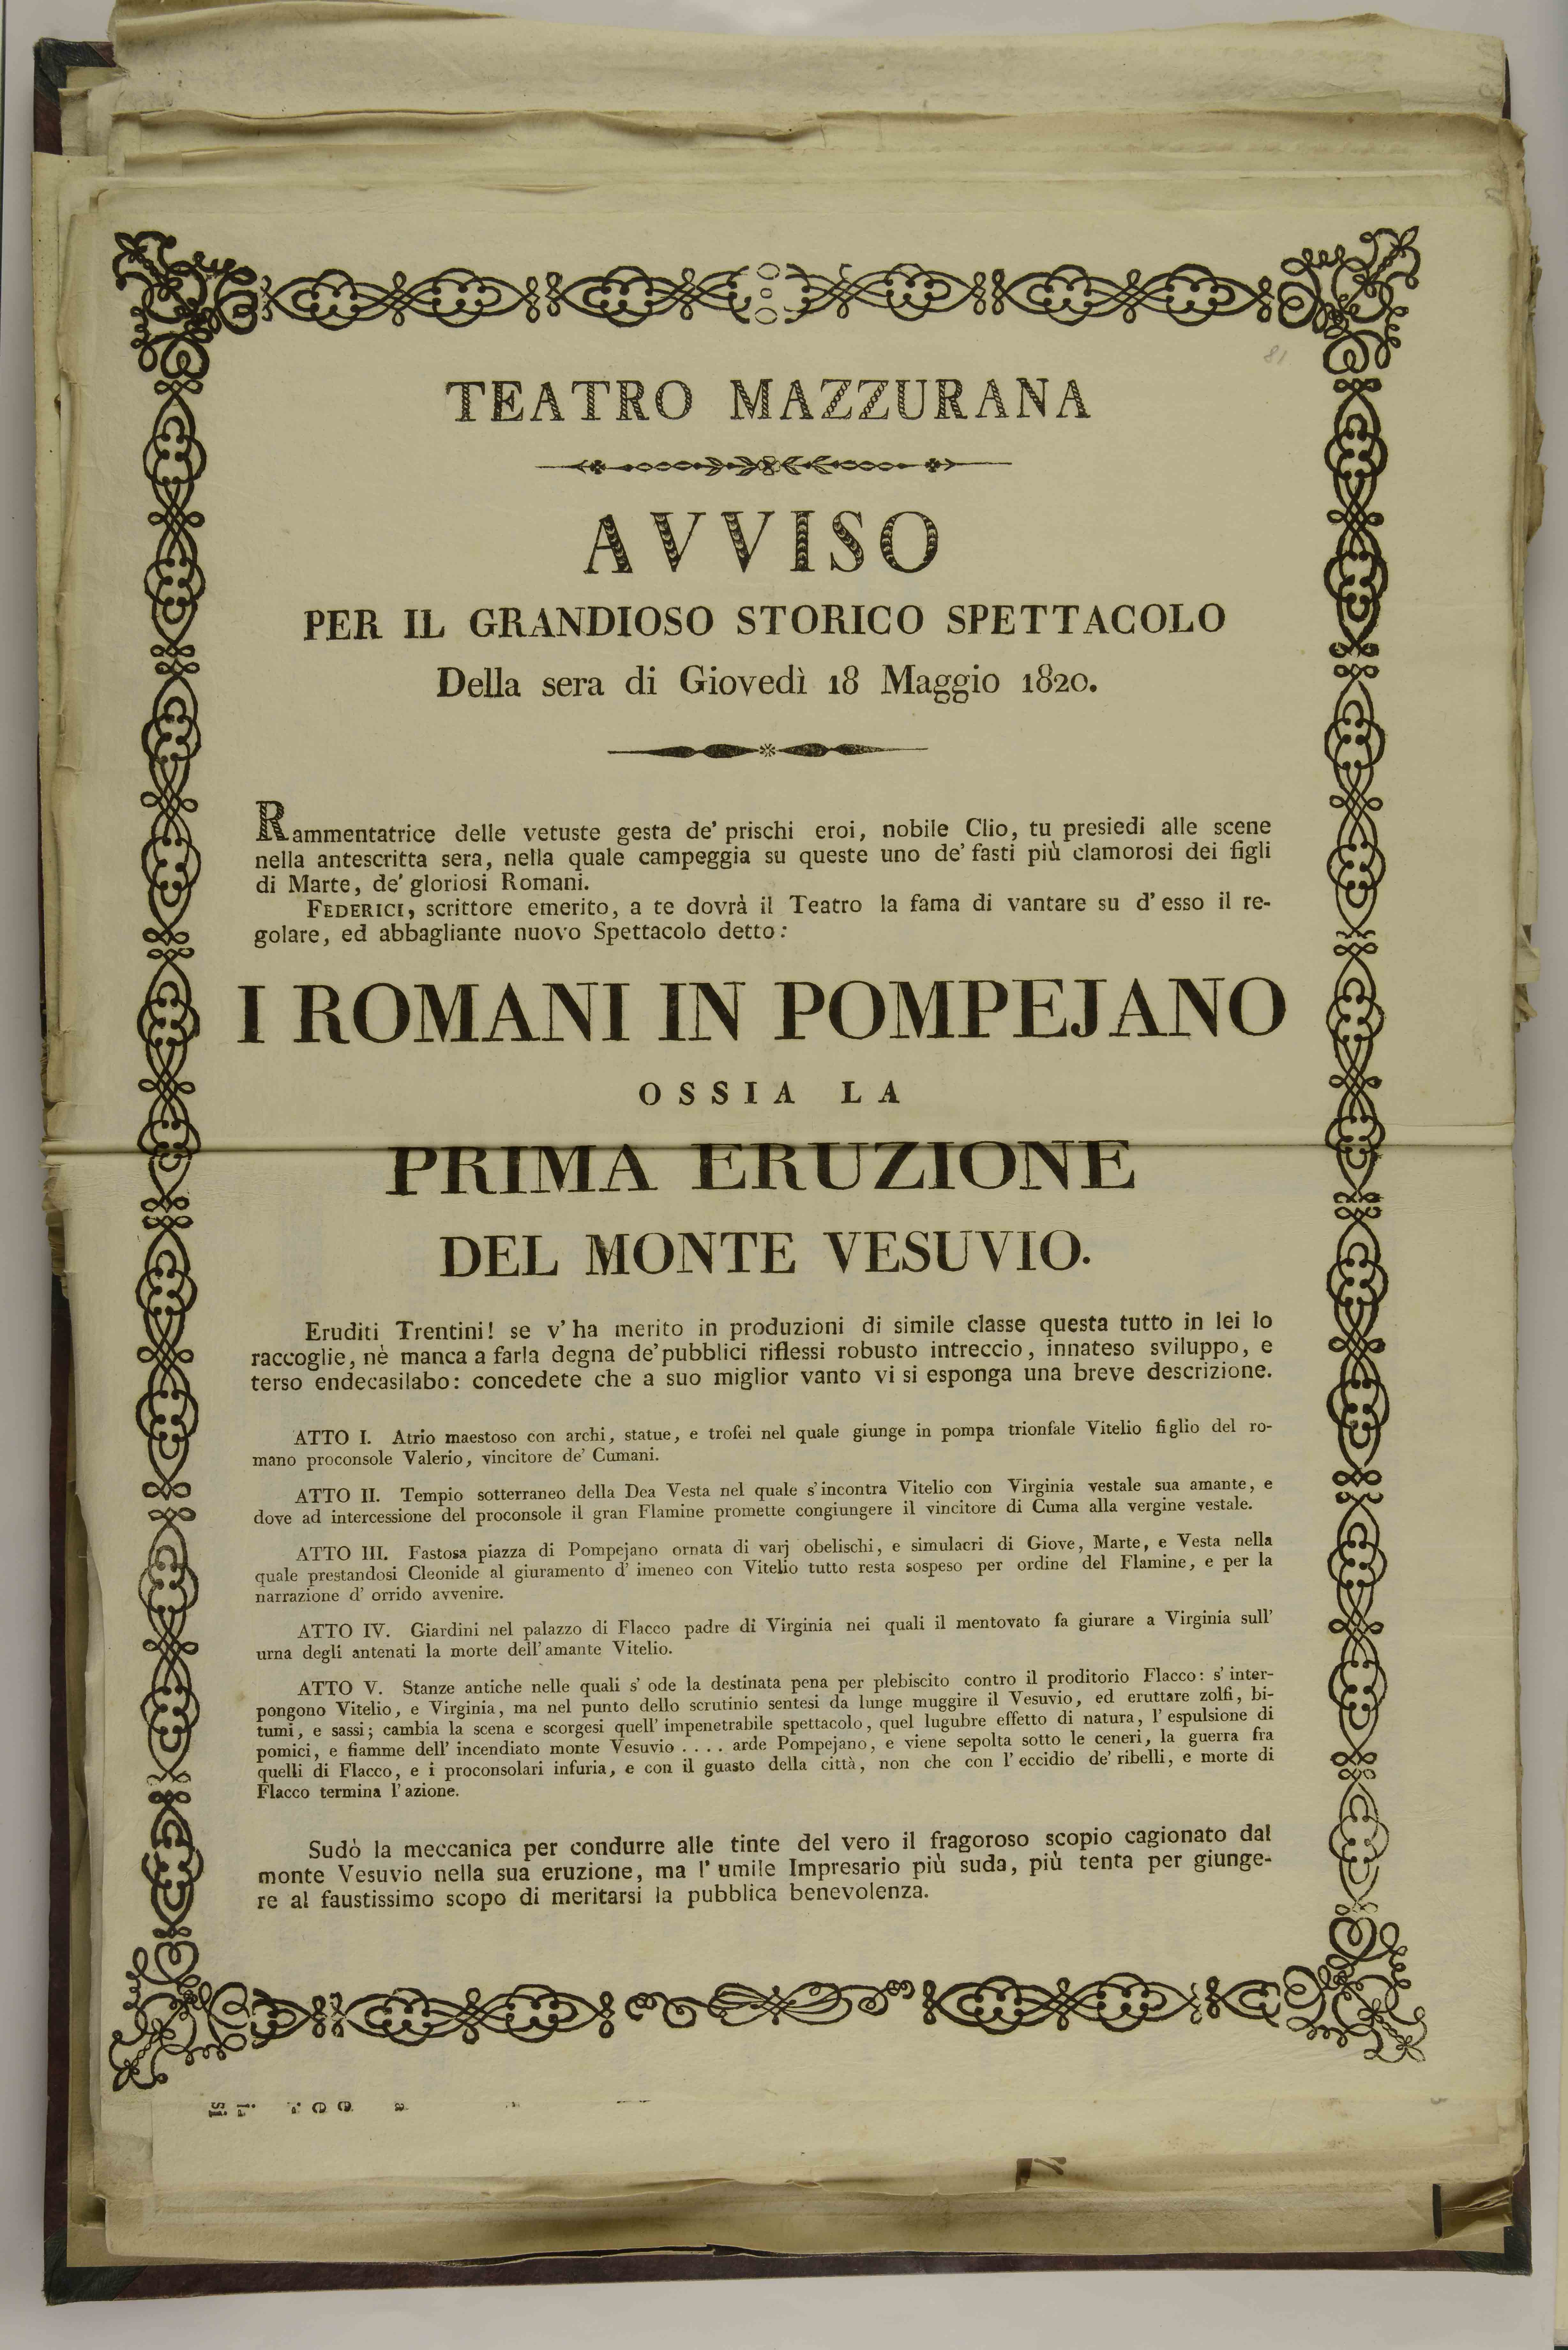 81
TEATRO MAZZURANA
AVVISO
PER IL GRANDIOSO STORICO SPETTACOLO
Della sera di Giovedì 18 Maggio 1820.
Rammentatrice delle vetuste gesta de' prischi eroi, nobile Clio, tu presiedi alle scene
nella antescritta sera, nella quale campeggia su queste uno de' fasti più clamorosi dei figli
di Marte, de' gloriosi Romani.
FEDERICI, scrittore emerito, a te dovrà il Teatro la fama di vantare su d' esso il re-
golare, ed abbagliante nuovo Spettacolo detto:
I ROMANI IN POMPEJANO
OSSIA LA
PRIMA ERUZIONE
DEL MONTE VESUVIO.
Eruditi Trentini! se v' ha merito in produzioni di simile classe questa tutto in lei lo
raccoglie, nè manca a farla degna de' pubblici riflessi robusto intreccio, innateso sviluppo, e
terso endecasilabo: concedete che a suo miglior vanto vi si esponga una breve descrizione.
ATTO I. Atrio maestoso con archi, statue, e trofei nel quale giunge in pompa trionfale Vitelio figlio del ro-
mano proconsole Valerio, vincitore de' Cumani.
ATTO II. Tempio sotterraneo della Dea Vesta nel quale s' incontra Vitelio con Virginia vestale sua amante, e
dove ad intercessione del proconsole il gran Flamine promette congiungere il vincitore di Cuma alla vergine vestale.
ATTO III. Fastosa piazza di Pompejano ornata di varj obelischi, e simulacri di Giove, Marte, e Vesta nella
quale prestandosi Cleonide al giuramento d' imeneo con Vitelio tutto resta sospeso per ordine del Flamine, e per la
narrazione d' orrido avvenire.
ATTO IV. Giardini nel palazzo di Flacco padre di Virginia nei quali il mentovato fa giurare a Virginia sull'
urna degli antenati la morte dell' amante Vitelio.
ATTO V. Stanze antiche nelle quali s' ode la destinata pena per plebiscito contro il proditorio Flacco: s' inter-
pongono Vitelio, e Virginia, ma nel punto dello scrutinio sentesi da lunge muggire il Vesuvio, ed eruttare zolfi, bi-
tumi, e sassi; cambia la scena e scorgesi quell' impenetrabile spettacolo, quel lugubre effetto di natura, l' espulsione di
pomici, e fiamme dell' incendiato monte Vesuvio .... arde Pompejano, e viene sepolta sotto le ceneri, la guerra fra
quelli di Flacco, e i proconsolari infuria, e con il guasto della città, non che con l' eccidio de' ribelli, e morte di
Flacco termina l' azione.
Sudò la meccanica per condurre alle tinte del vero il fragoroso scopio cagionato dal
monte Vesuvio nella sua eruzione, ma l' umile Impresario più suda, più tenta per giunge-
re al faustissimo scopo di meritarsi la pubblica benevolenza.